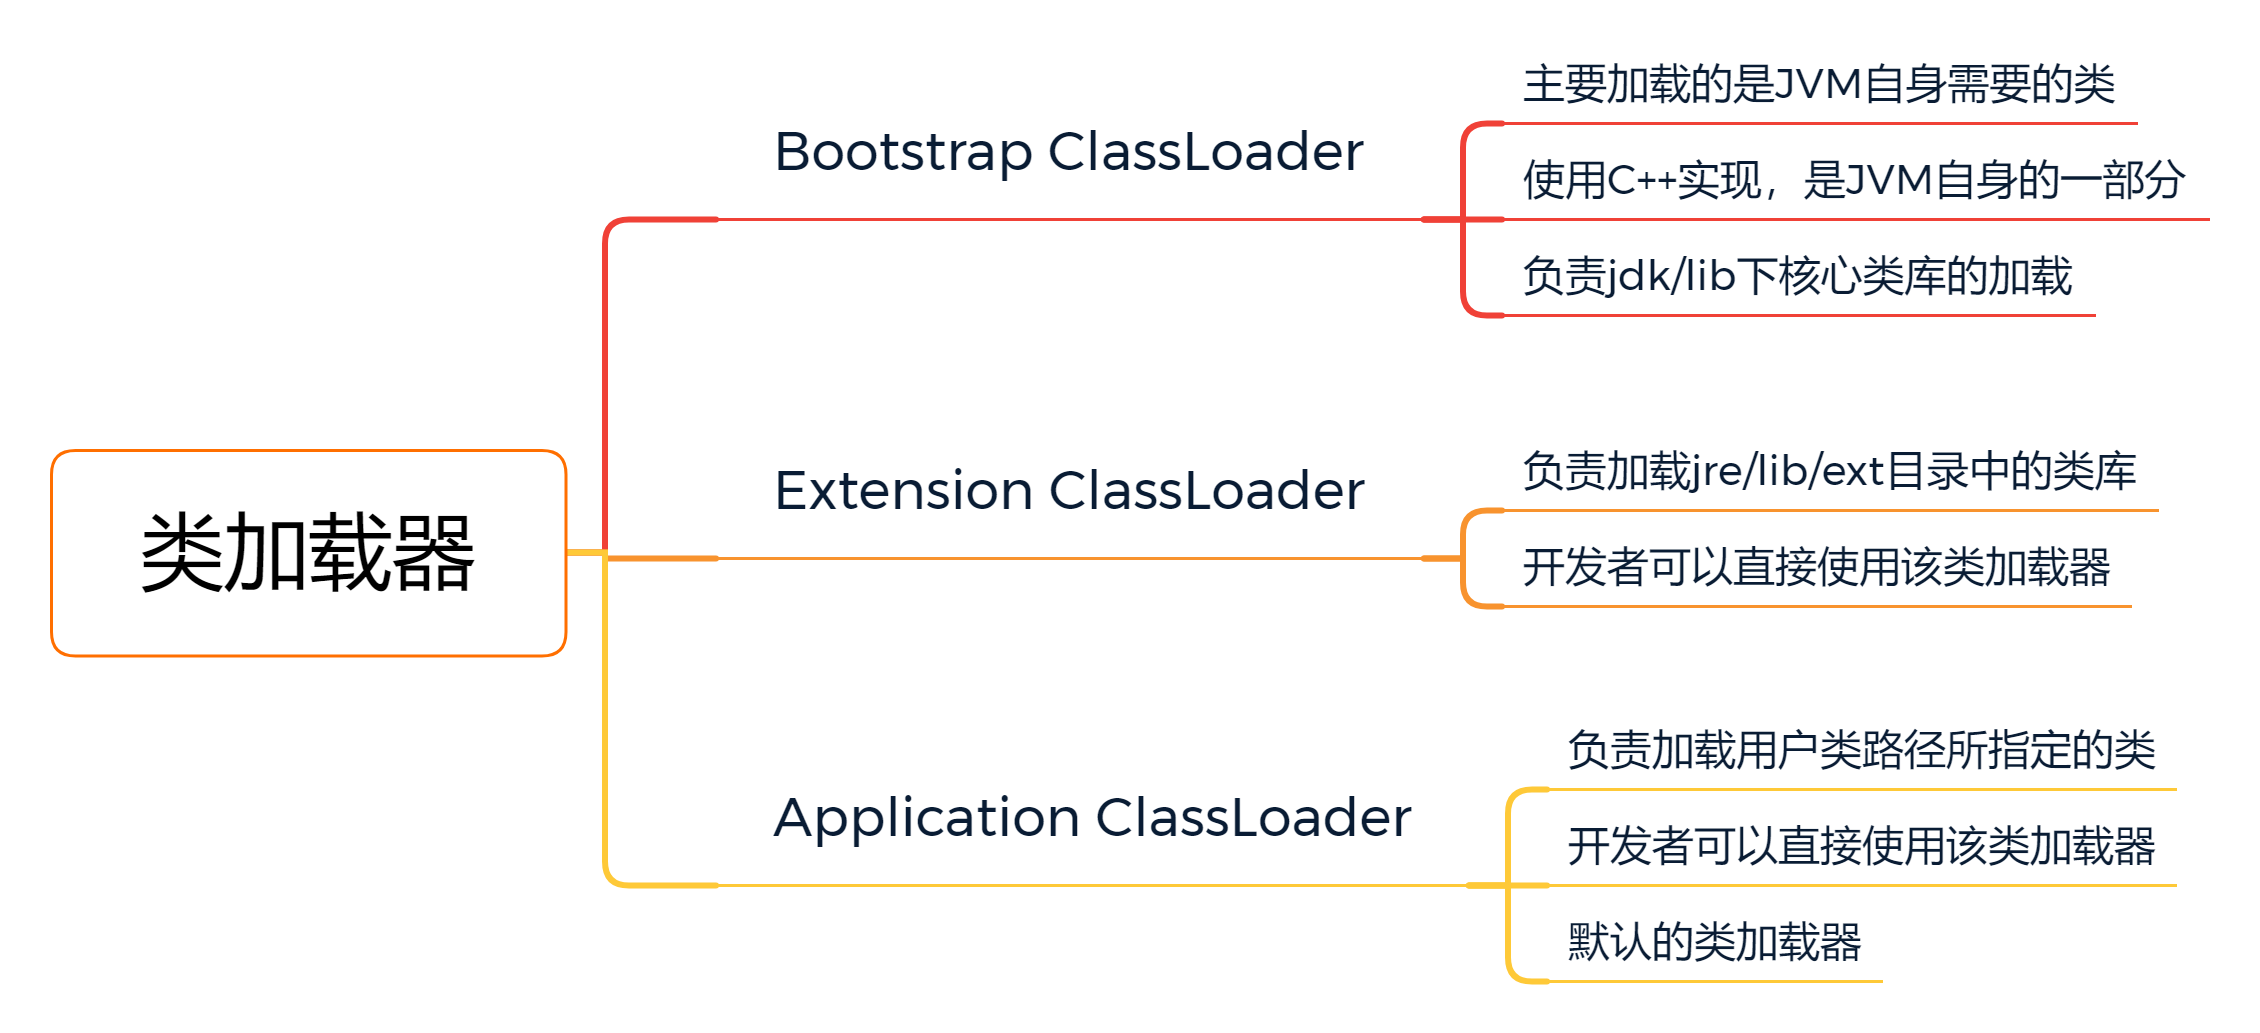 类加载器
Bootstrap ClassLoader
主要加载的是JVM自身需要的类
使用C++实现，是JVM自身的一部分
负责jdk/lib下核心类库的加载
Extension ClassLoader
负责加载jre/lib/ext目录中的类库
开发者可以直接使用该类加载器
Application ClassLoader
负责加载用户类路径所指定的类
开发者可以直接使用该类加载器
默认的类加载器